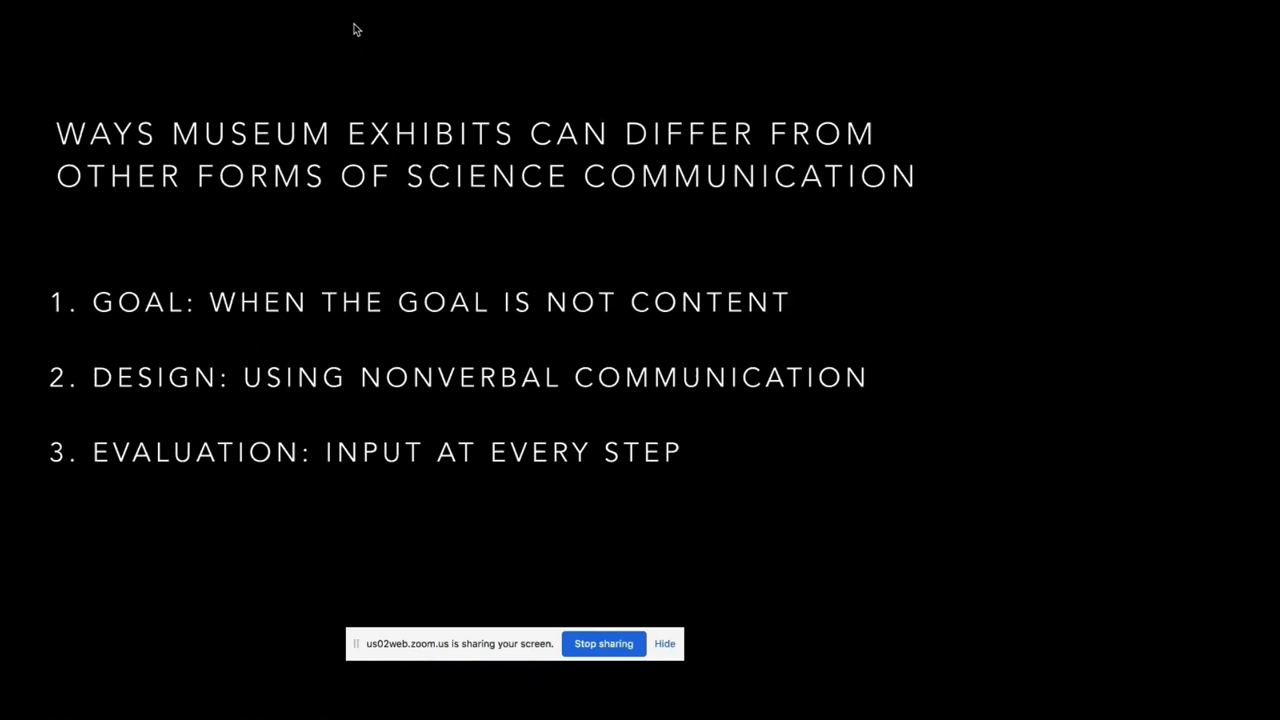 WAYS MUSEUM EXHIBITS CAN DIFFER FROM
OTHER FORMS OF SCIENCE COMMUNICATION
1. GOAL: WHEN THE GOAL IS NOT CONTENT
2. DESIGN: USING NONVERBAL COMMUNICATION
3. EVALUATION: INPUT AT EVERY STEP
us02web.zoom.us is sharing your screen. Stop sharing Hide